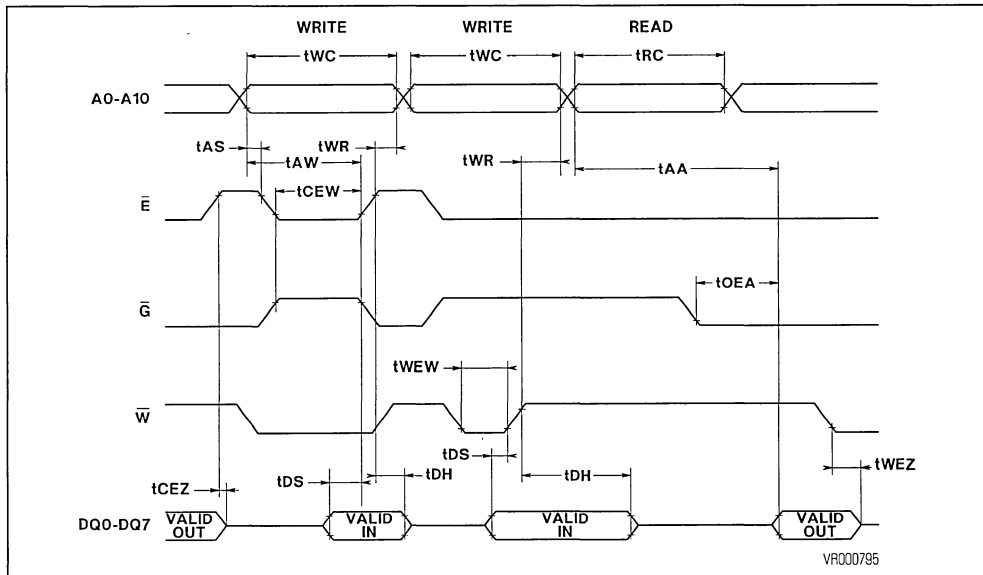 WRITE WRITE READ
tWC tWC tRC
A0-A10
tAS tWR tWR
tAW tAA
tCEW
E̅
tOEA
G̅
tWEW
W̅
tDS tDH tDS tDH tWEZ
tCEZ
DQ0-DQ7 VALID OUT VALID IN VALID IN VALID OUT
VR000795